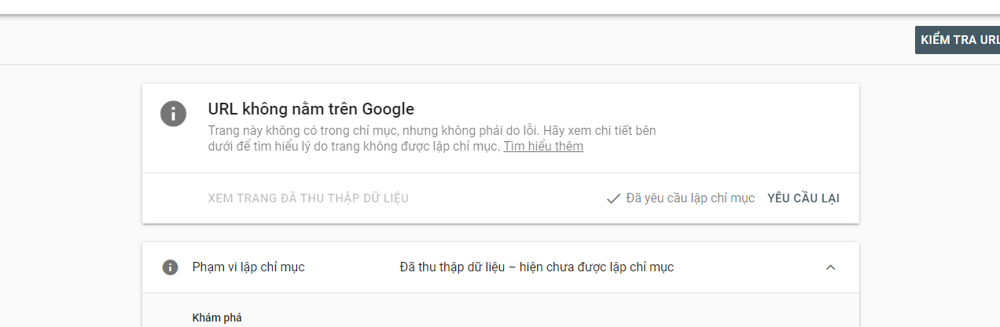 KIỂM TRA URL
URL không nằm trên Google
Trang này không có trong chỉ mục, nhưng không phải do lỗi. Hãy xem chi tiết bên
dưới để tìm hiểu lý do trang không được lập chỉ mục. Tìm hiểu thêm
XEM TRANG ĐÃ THU THẬP DỮ LIỆU
Đã yêu cầu lập chỉ mục YÊU CẦU LẠI
Phạm vi lập chỉ mục Đã thu thập dữ liệu – hiện chưa được lập chỉ mục
Khám phá